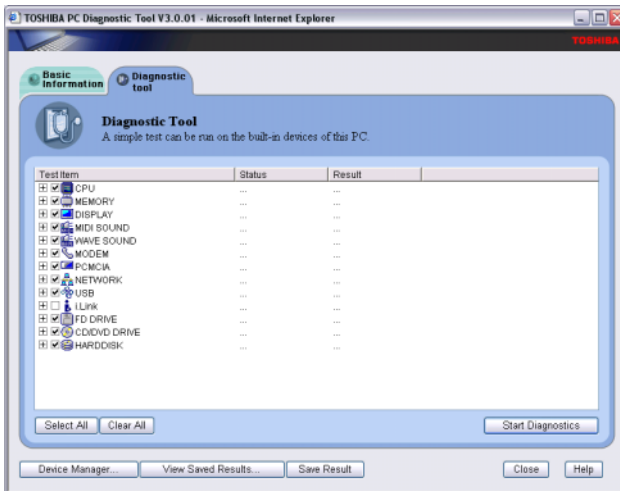 TOSHIBA PC Diagnostic Tool V3.0.01 - Microsoft Internet Explorer
TOSHIBA
Basic Information
Diagnostic tool
Diagnostic Tool
A simple test can be run on the built-in devices of this PC.
Test Item Status Result
CPU ... ...
MEMORY ... ...
DISPLAY ... ...
MIDI SOUND ... ...
WAVE SOUND ... ...
MODEM ... ...
PCMCIA ... ...
NETWORK ... ...
USB ... ...
i.Link ... ...
FD DRIVE ... ...
CD/DVD DRIVE ... ...
HARDDISK ... ...
Select All Clear All Start Diagnostics
Device Manager... View Saved Results... Save Result Close Help